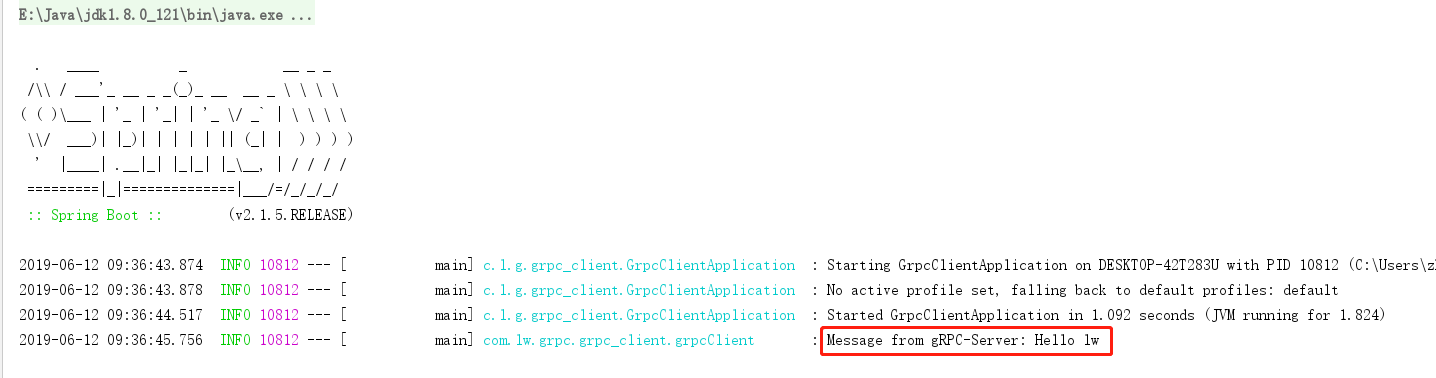 E:\Java\jdk1.8.0_121\bin\java.exe ...
  .   ____          _            __ _ _
 /\\ / ___'_ __ _ _(_)_ __  __ _ \ \ \ \
( ( )\___ | '_ | '_| | '_ \/ _` | \ \ \ \
 \\/  ___)| |_)| | | | | || (_| |  ) ) ) )
  '  |____| .__|_| |_|_| |_\__, | / / / /
 =========|_|==============|___/=/_/_/_/
 :: Spring Boot ::        (v2.1.5.RELEASE)
2019-06-12 09:36:43.874  INFO 10812 --- [           main] c.l.g.grpc_client.GrpcClientApplication  : Starting GrpcClientApplication on DESKTOP-42T283U with PID 10812 (C:\Users\z
2019-06-12 09:36:43.878  INFO 10812 --- [           main] c.l.g.grpc_client.GrpcClientApplication  : No active profile set, falling back to default profiles: default
2019-06-12 09:36:44.517  INFO 10812 --- [           main] c.l.g.grpc_client.GrpcClientApplication  : Started GrpcClientApplication in 1.092 seconds (JVM running for 1.824)
2019-06-12 09:36:45.756  INFO 10812 --- [           main] com.lw.grpc.grpc_client.grpcClient       : Message from gRPC-Server: Hello lw